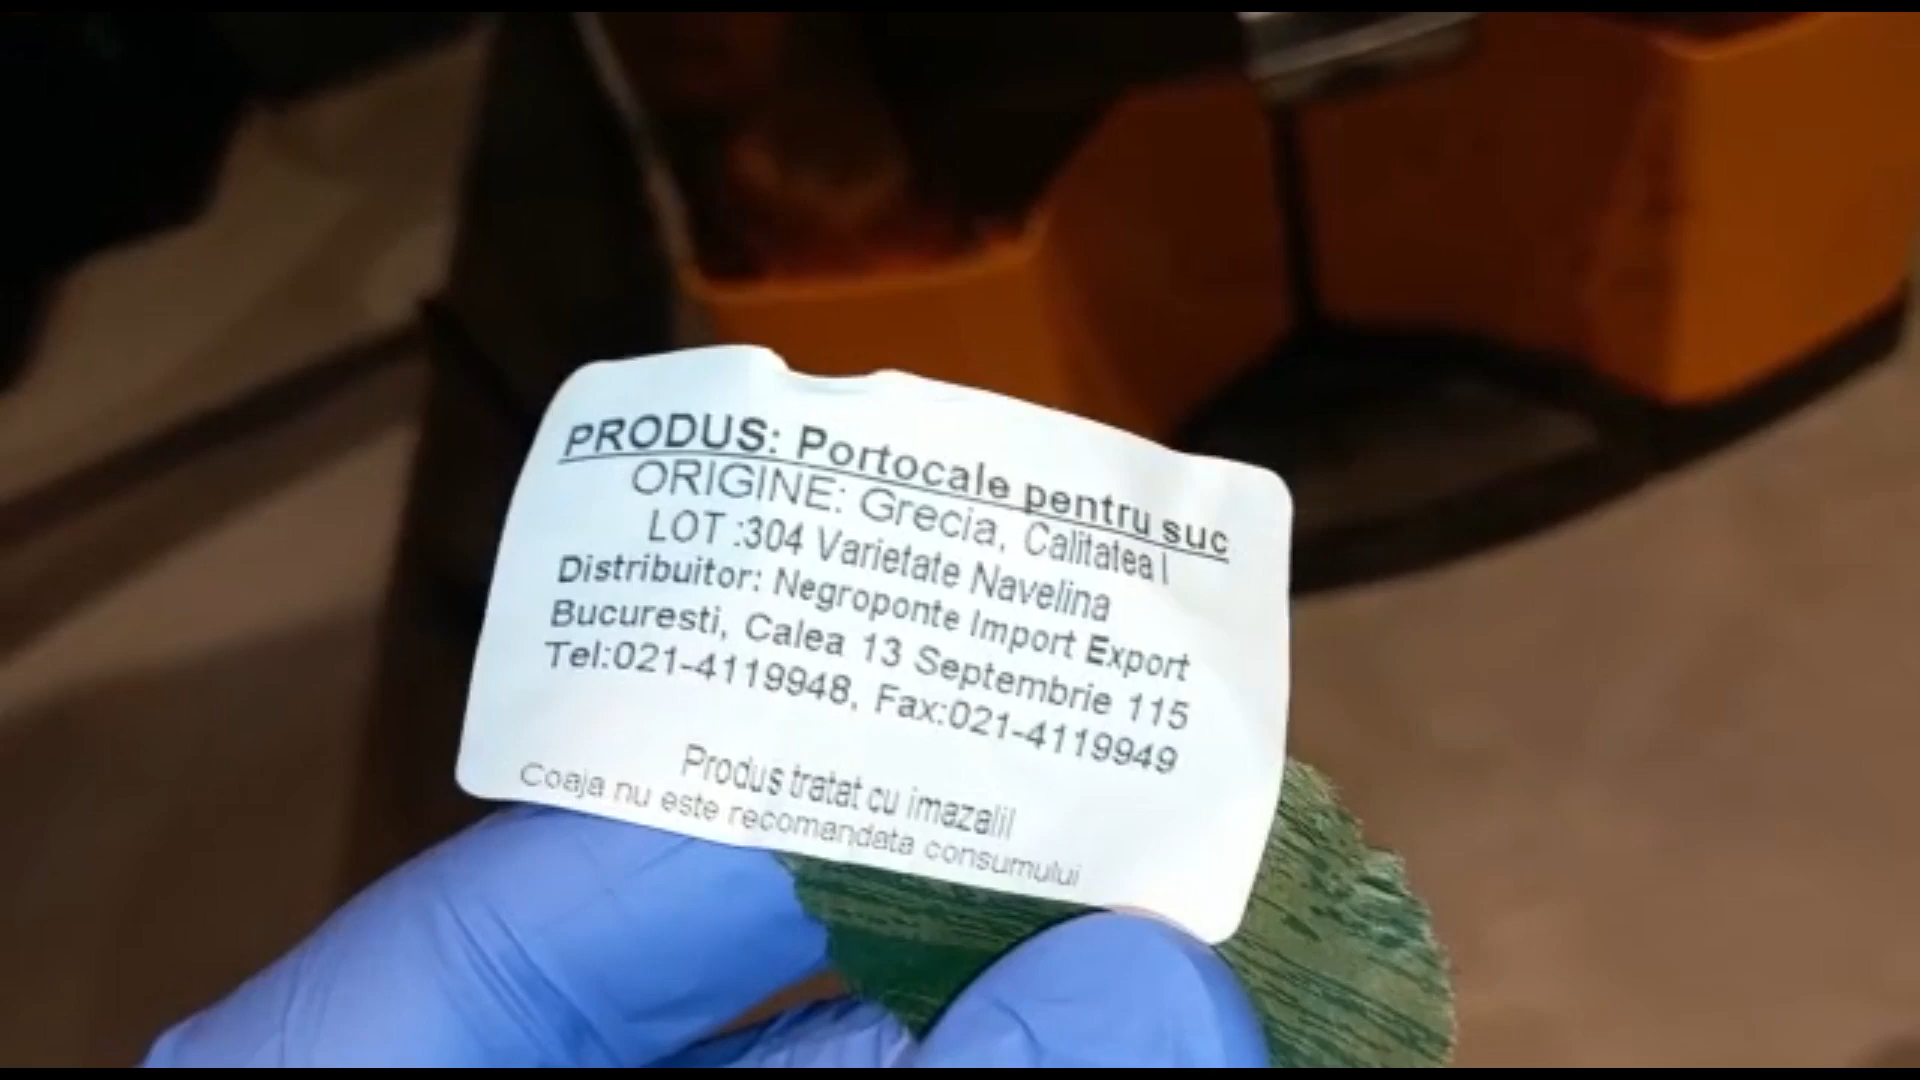 PRODUS: Portocale pentru suc
ORIGINE: Grecia, Calitatea I
LOT :304 Varietate Navelina
Distribuitor: Negroponte Import Export
Bucuresti, Calea 13 Septembrie 115
Tel:021-4119948, Fax:021-4119949
Produs tratat cu imazalil
Coaja nu este recomandata consumului